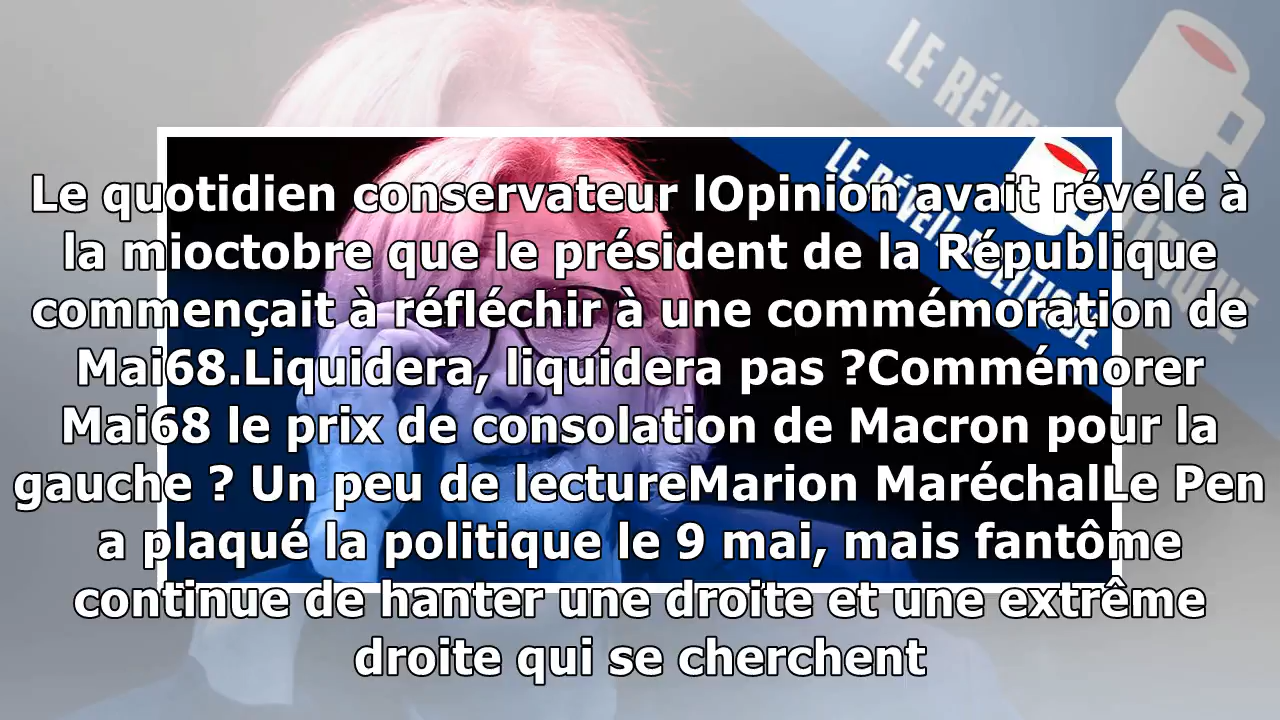 LE RÉVEIL POLITIQUE
Le quotidien conservateur lOpinion avait révélé à
la mioctobre que le président de la République
commençait à réfléchir à une commémoration de
Mai68.Liquidera, liquidera pas ?Commémorer
Mai68 le prix de consolation de Macron pour la
gauche ? Un peu de lectureMarion MaréchalLe Pen
a plaqué la politique le 9 mai, mais fantôme
continue de hanter une droite et une extrême
droite qui se cherchent